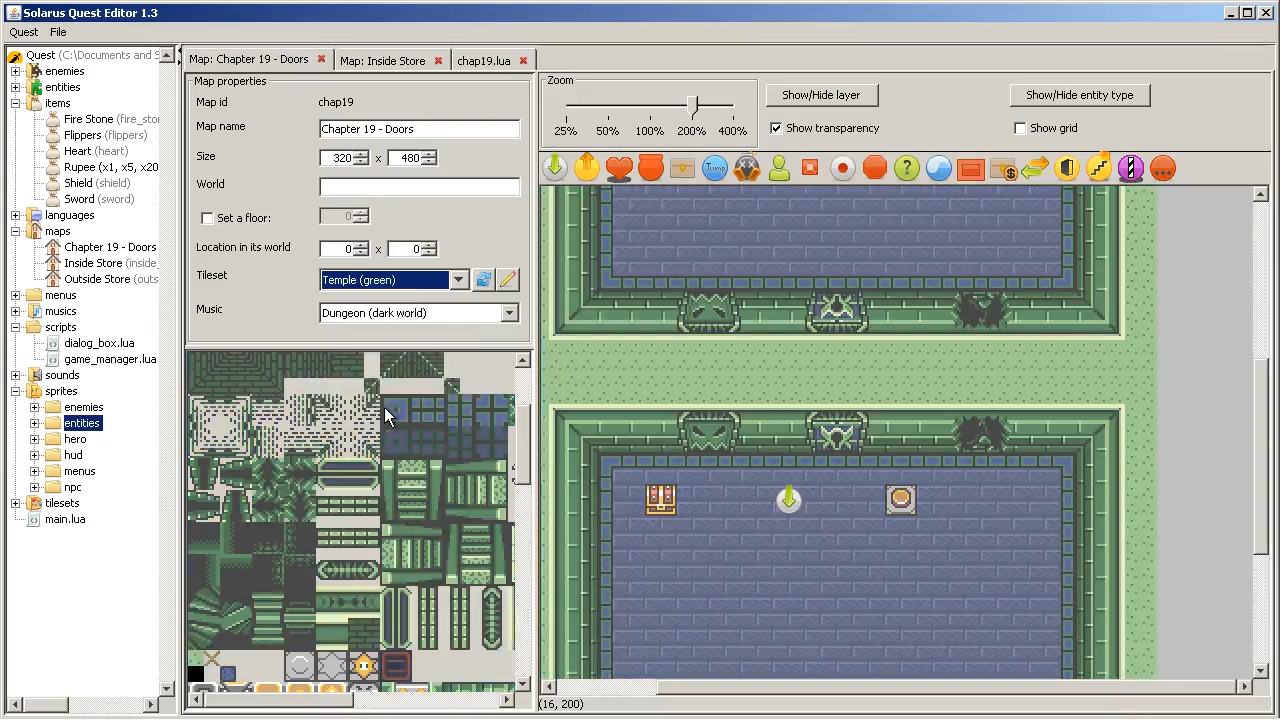 Solarus Quest Editor 1.3
Quest File
Quest (C:\Documents and S
enemies
entities
items
Fire Stone (fire_sto
Flippers (flippers)
Heart (heart)
Rupee (x1, x5, x20
Shield (shield)
Sword (sword)
languages
maps
Chapter 19 - Doors
Inside Store (inside_
Outside Store (outs
menus
musics
scripts
dialog_box.lua
game_manager.lua
sounds
sprites
enemies
entities
hero
hud
menus
npc
tilesets
main.lua
Map: Chapter 19 - Doors Map: Inside Store chap19.lua
Map properties
Map id chap19
Map name Chapter 19 - Doors
Size 320 x 480
World
Set a floor: 0
Location in its world 0 x 0
Tileset Temple (green)
Music Dungeon (dark world)
Zoom
25% 50% 100% 200% 400%
Show/Hide layer Show/Hide entity type
Show transparency Show grid
Jump ? $ ...
(16, 200)